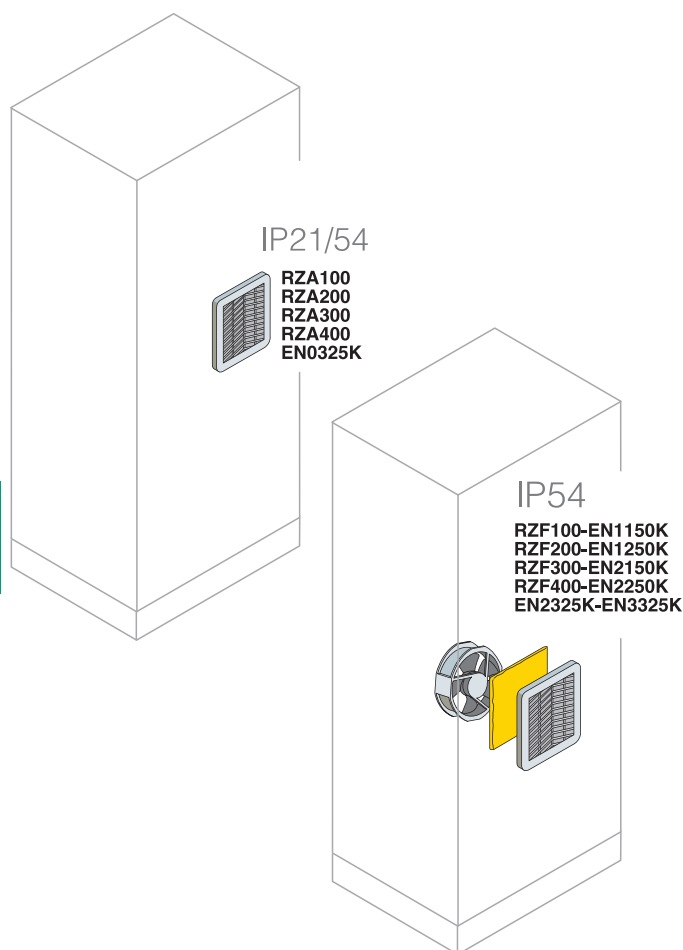 IP21/54
RZA100
RZA200
RZA300
RZA400
EN0325K
IP54
RZF100-EN1150K
RZF200-EN1250K
RZF300-EN2150K
RZF400-EN2250K
EN2325K-EN3325K